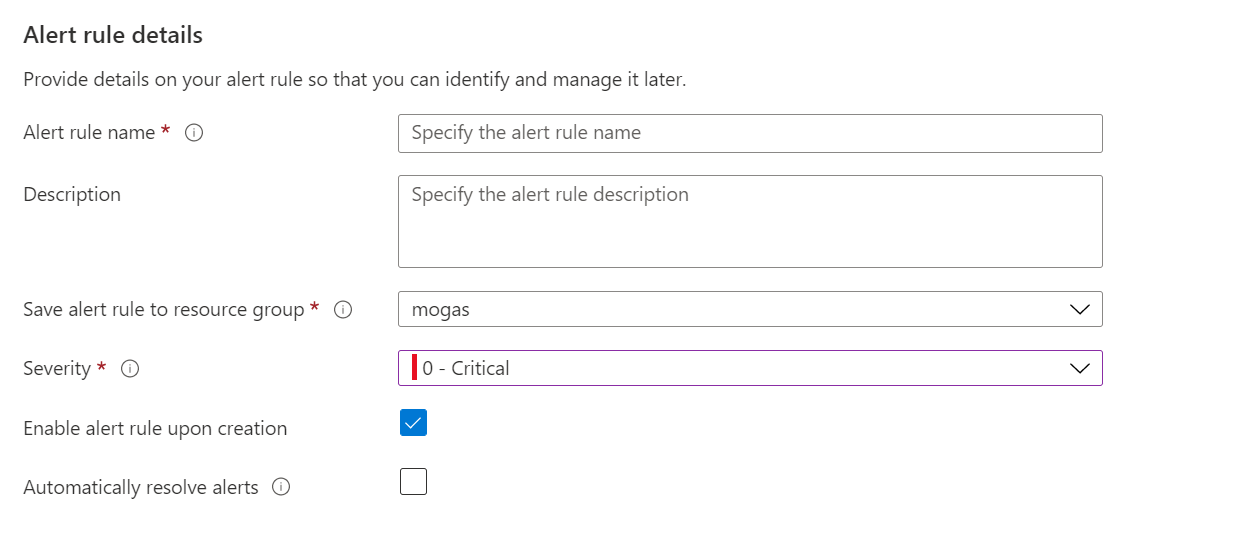 Alert rule details
Provide details on your alert rule so that you can identify and manage it later.
Alert rule name *
Specify the alert rule name
Description
Specify the alert rule description
Save alert rule to resource group *
mogas
Severity *
0 - Critical
Enable alert rule upon creation
Automatically resolve alerts